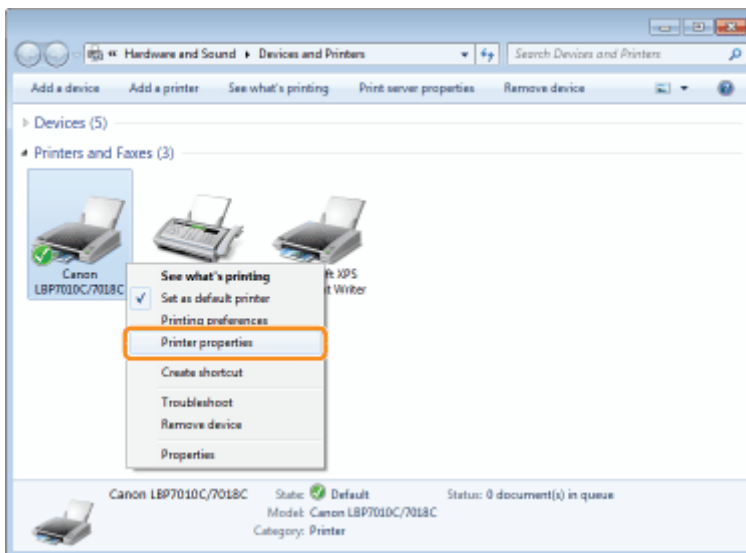 « Hardware and Sound ▸ Devices and Printers
Search Devices and Printers
Add a device Add a printer See what's printing Print server properties Remove device
Devices (5)
Printers and Faxes (3)
Canon
LBP7010C/7018C
ft XPS
t Writer
See what's printing
Set as default printer
Printing preferences
Printer properties
Create shortcut
Troubleshoot
Remove device
Properties
Canon LBP7010C/7018C State: Default Status: 0 document(s) in queue
Model: Canon LBP7010C/7018C
Category: Printer